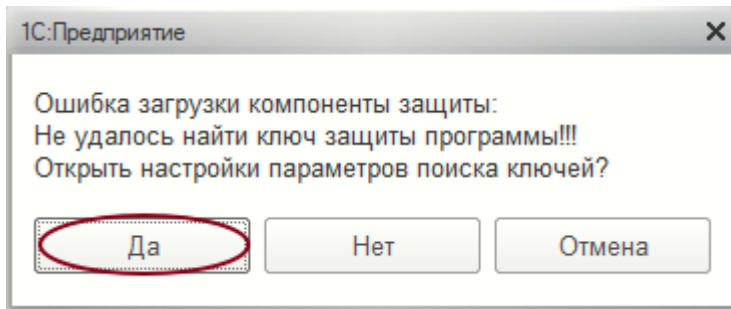 1С:Предприятие
Ошибка загрузки компоненты защиты:
Не удалось найти ключ защиты программы!!!
Открыть настройки параметров поиска ключей?
Да Нет Отмена